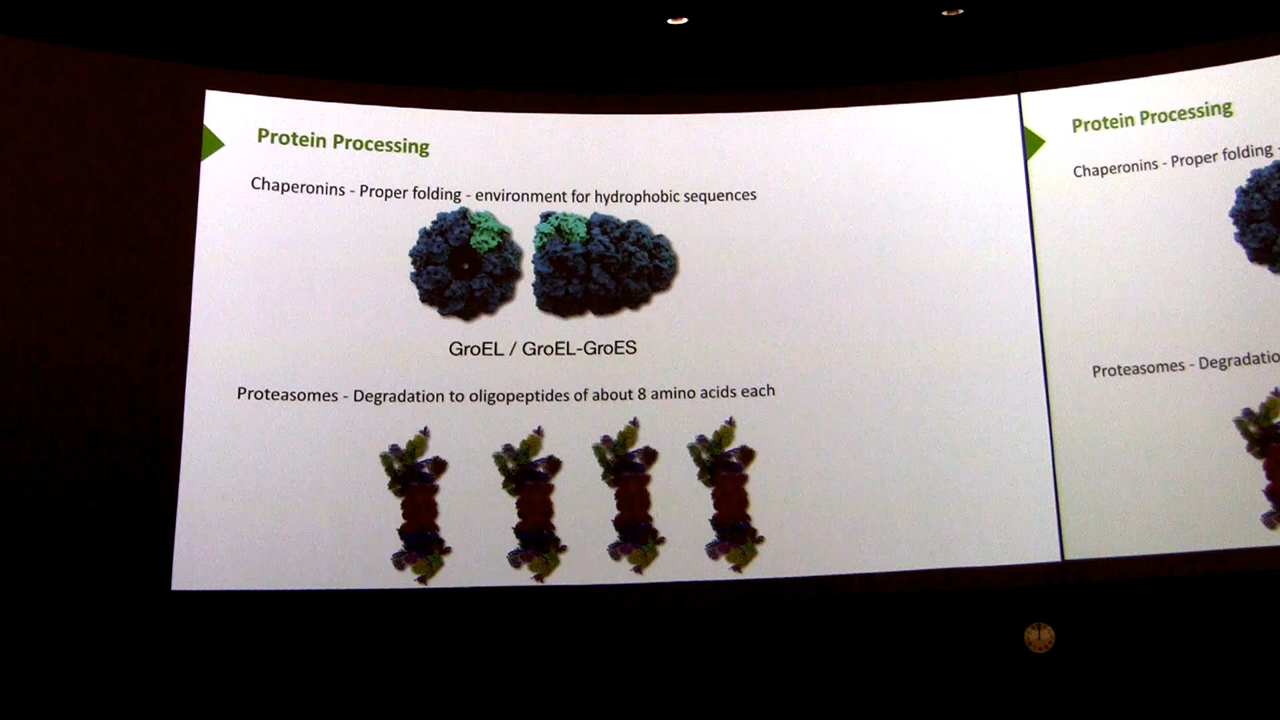 Protein Processing
Chaperonins - Proper folding - environment for hydrophobic sequences
GroEL / GroEL-GroES
Proteasomes - Degradation to oligopeptides of about 8 amino acids each
Protein Processing
Chaperonins - Proper folding -
Proteasomes - Degradatio